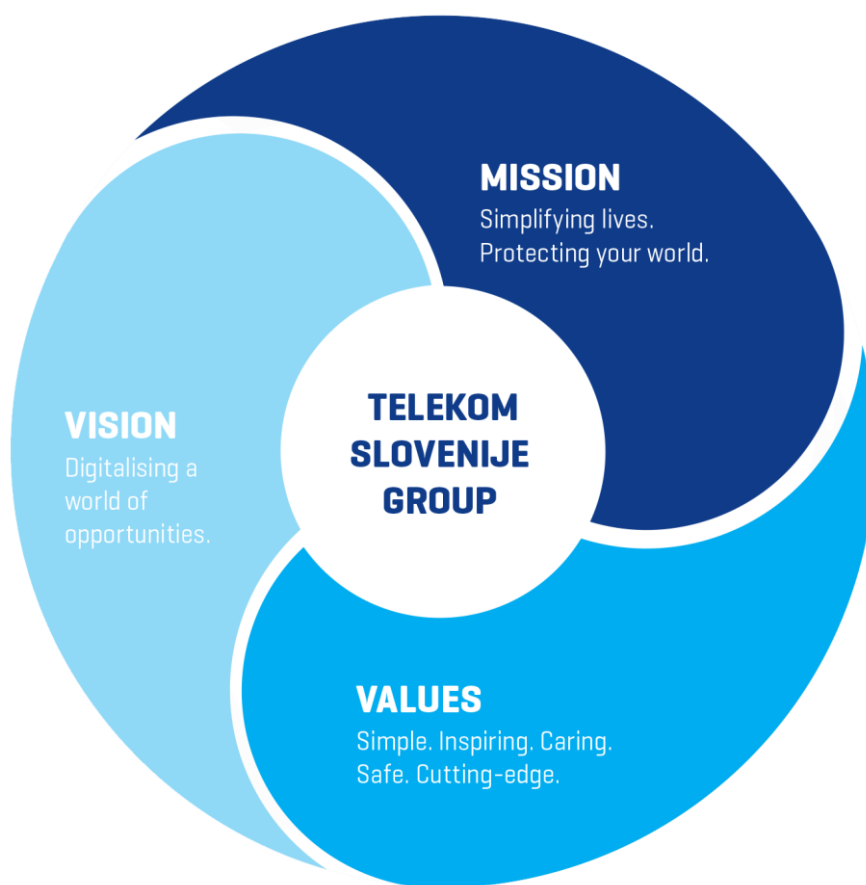 MISSION
Simplifying lives.
Protecting your world.
TELEKOM
SLOVENIJE
GROUP
VISION
Digitalising a
world of
opportunities.
VALUES
Simple. Inspiring. Caring.
Safe. Cutting-edge.